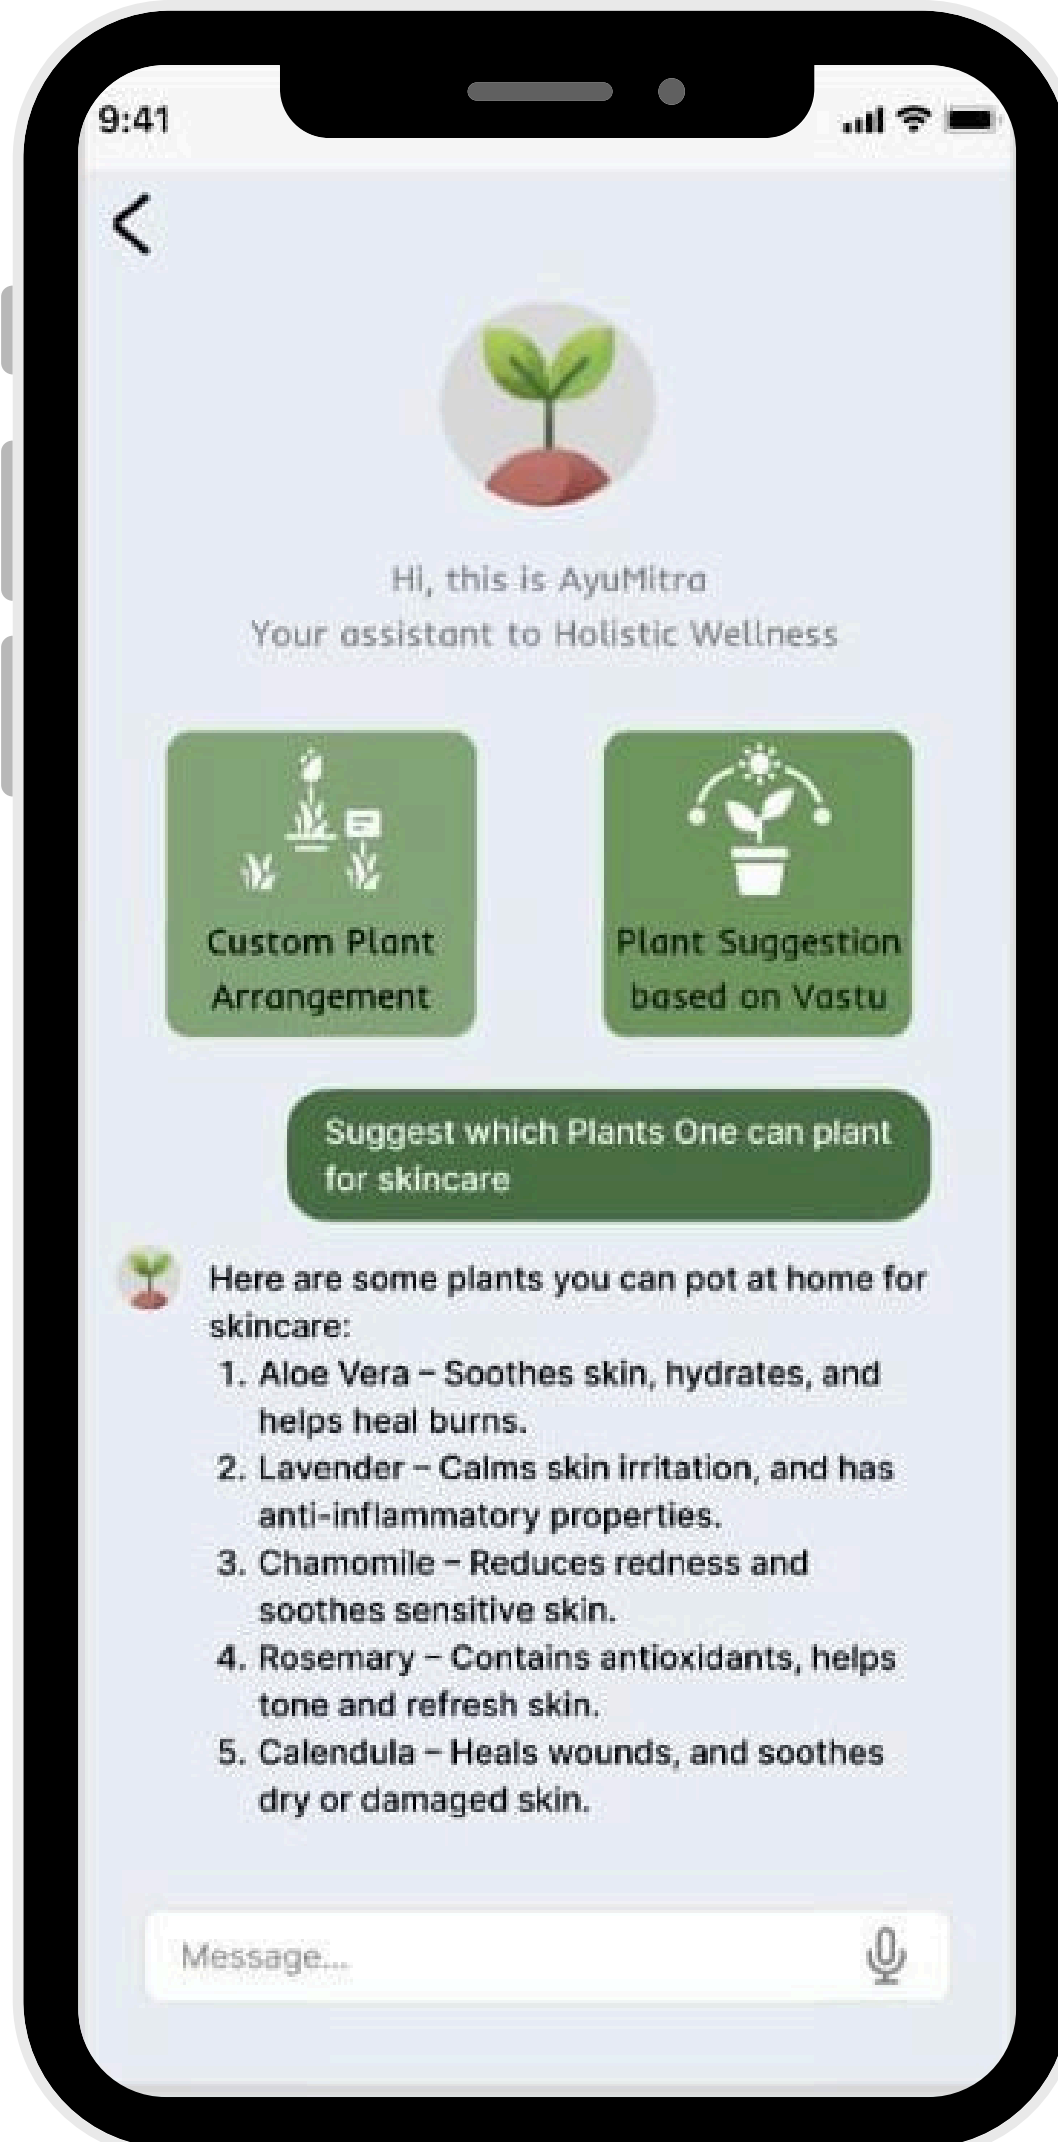 9:41
Hi, this is AyuMitra
Your assistant to Holistic Wellness
Custom Plant
Arrangement
Plant Suggestion
based on Vastu
Suggest which Plants One can plant
for skincare
Here are some plants you can pot at home for
skincare:
1. Aloe Vera – Soothes skin, hydrates, and
helps heal burns.
2. Lavender – Calms skin irritation, and has
anti-inflammatory properties.
3. Chamomile – Reduces redness and
soothes sensitive skin.
4. Rosemary – Contains antioxidants, helps
tone and refresh skin.
5. Calendula – Heals wounds, and soothes
dry or damaged skin.
Message...